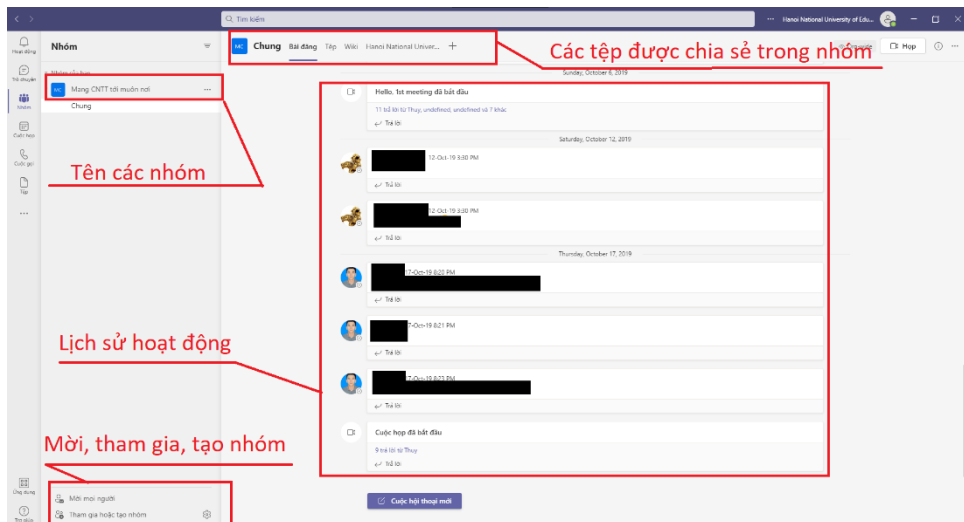 Tìm kiếm
Hanoi National University of Edu...
Hoạt động
Nhóm
MC Chung Bài đăng Tệp Wiki Hanoi National Univer... +
Các tệp được chia sẻ trong nhóm
Họp
Sunday, October 6, 2019
Trò chuyện
MC Mang CNTT tới muôn nơi ...
Hello. 1st meeting đã bắt đầu
Nhóm
Chung
11 trả lời từ Thuy, undefined, undefined và 7 khác
Trả lời
Cuộc họp
Saturday, October 12, 2019
Cuộc gọi
12-Oct-19 3:30 PM
Tên các nhóm
Tệp
Trả lời
12-Oct-19 3:30 PM
Trả lời
Thursday, October 17, 2019
17-Oct-19 8:20 PM
Trả lời
7-Oct-19 8:21 PM
Lịch sử hoạt động
Trả lời
7-Oct-19 8:23 PM
Trả lời
Cuộc họp đã bắt đầu
Mời, tham gia, tạo nhóm
9 trả lời từ Thuy
Trả lời
Ứng dụng
Mời mọi người
Cuộc hội thoại mới
Tham gia hoặc tạo nhóm
Trợ giúp